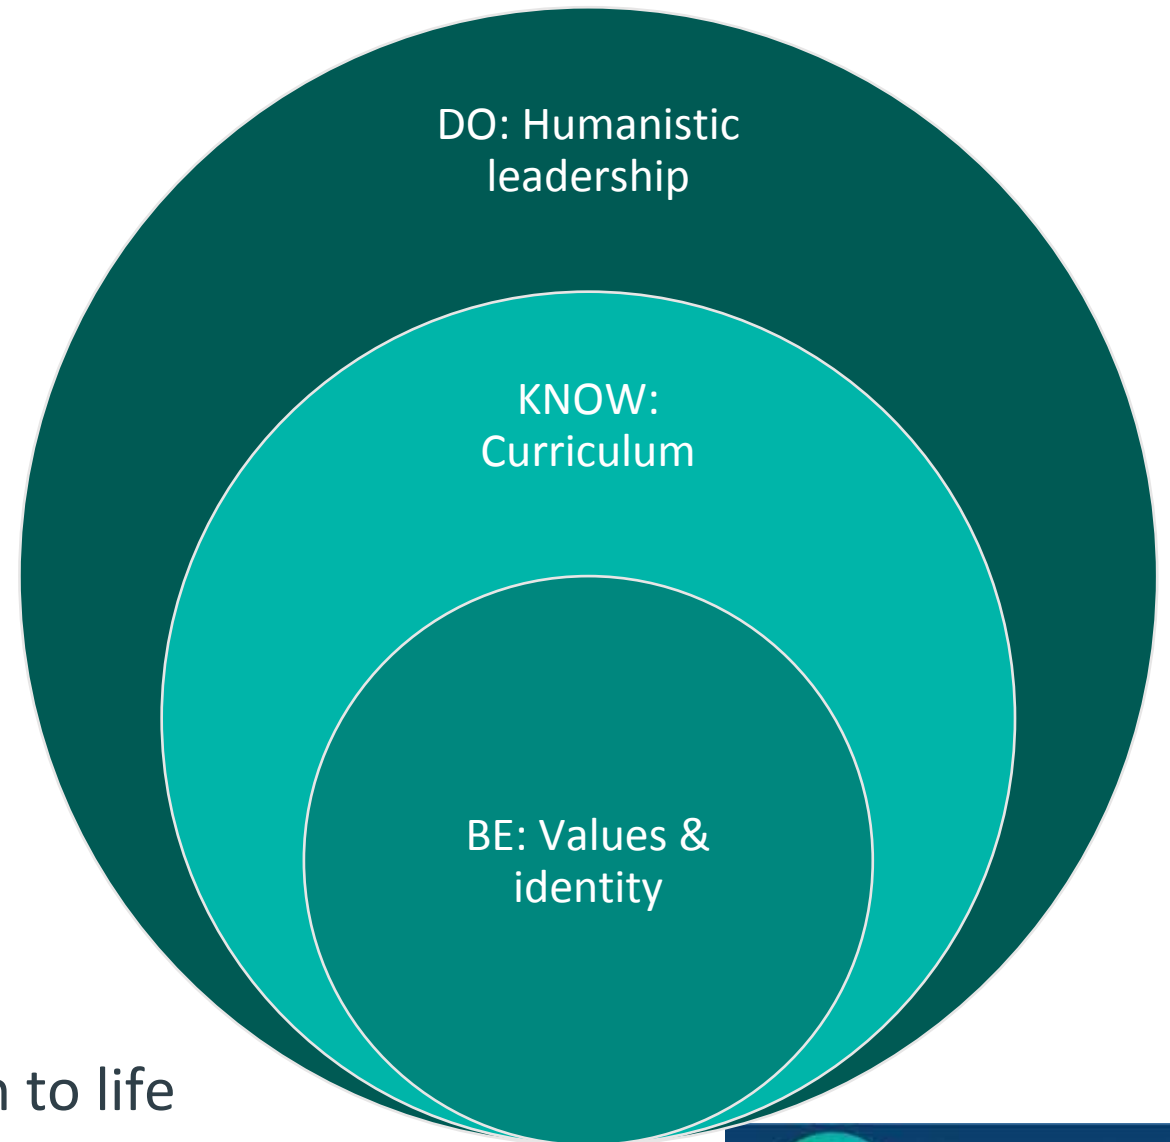 DO: Humanistic
leadership
KNOW:
Curriculum
BE: Values &
identity
to life